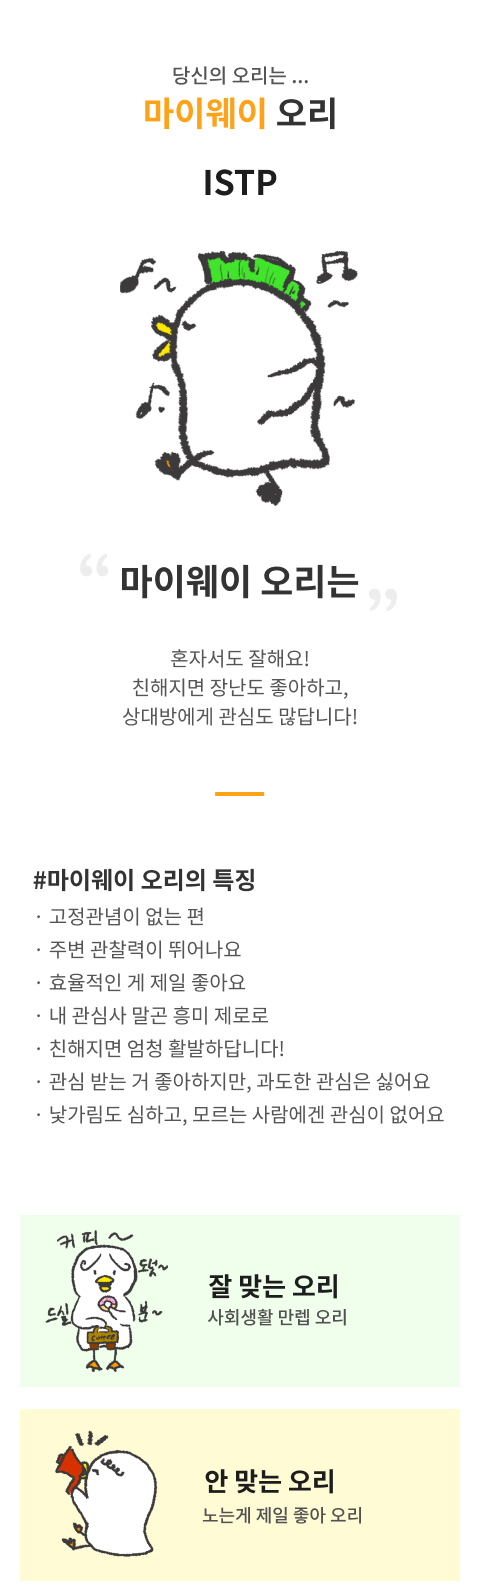 당신의 오리는 ...
마이웨이 오리
ISTP
“ 마이웨이 오리는 ”
혼자서도 잘해요!
친해지면 장난도 좋아하고,
상대방에게 관심도 많답니다!
#마이웨이 오리의 특징
· 고정관념이 없는 편
· 주변 관찰력이 뛰어나요
· 효율적인 게 제일 좋아요
· 내 관심사 말곤 흥미 제로로
· 친해지면 엄청 활발하답니다!
· 관심 받는 거 좋아하지만, 과도한 관심은 싫어요
· 낯가림도 심하고, 모르는 사람에겐 관심이 없어요
커피~
도넛~
드실 분~
coffee
잘 맞는 오리
사회생활 만렙 오리
안 맞는 오리
노는게 제일 좋아 오리